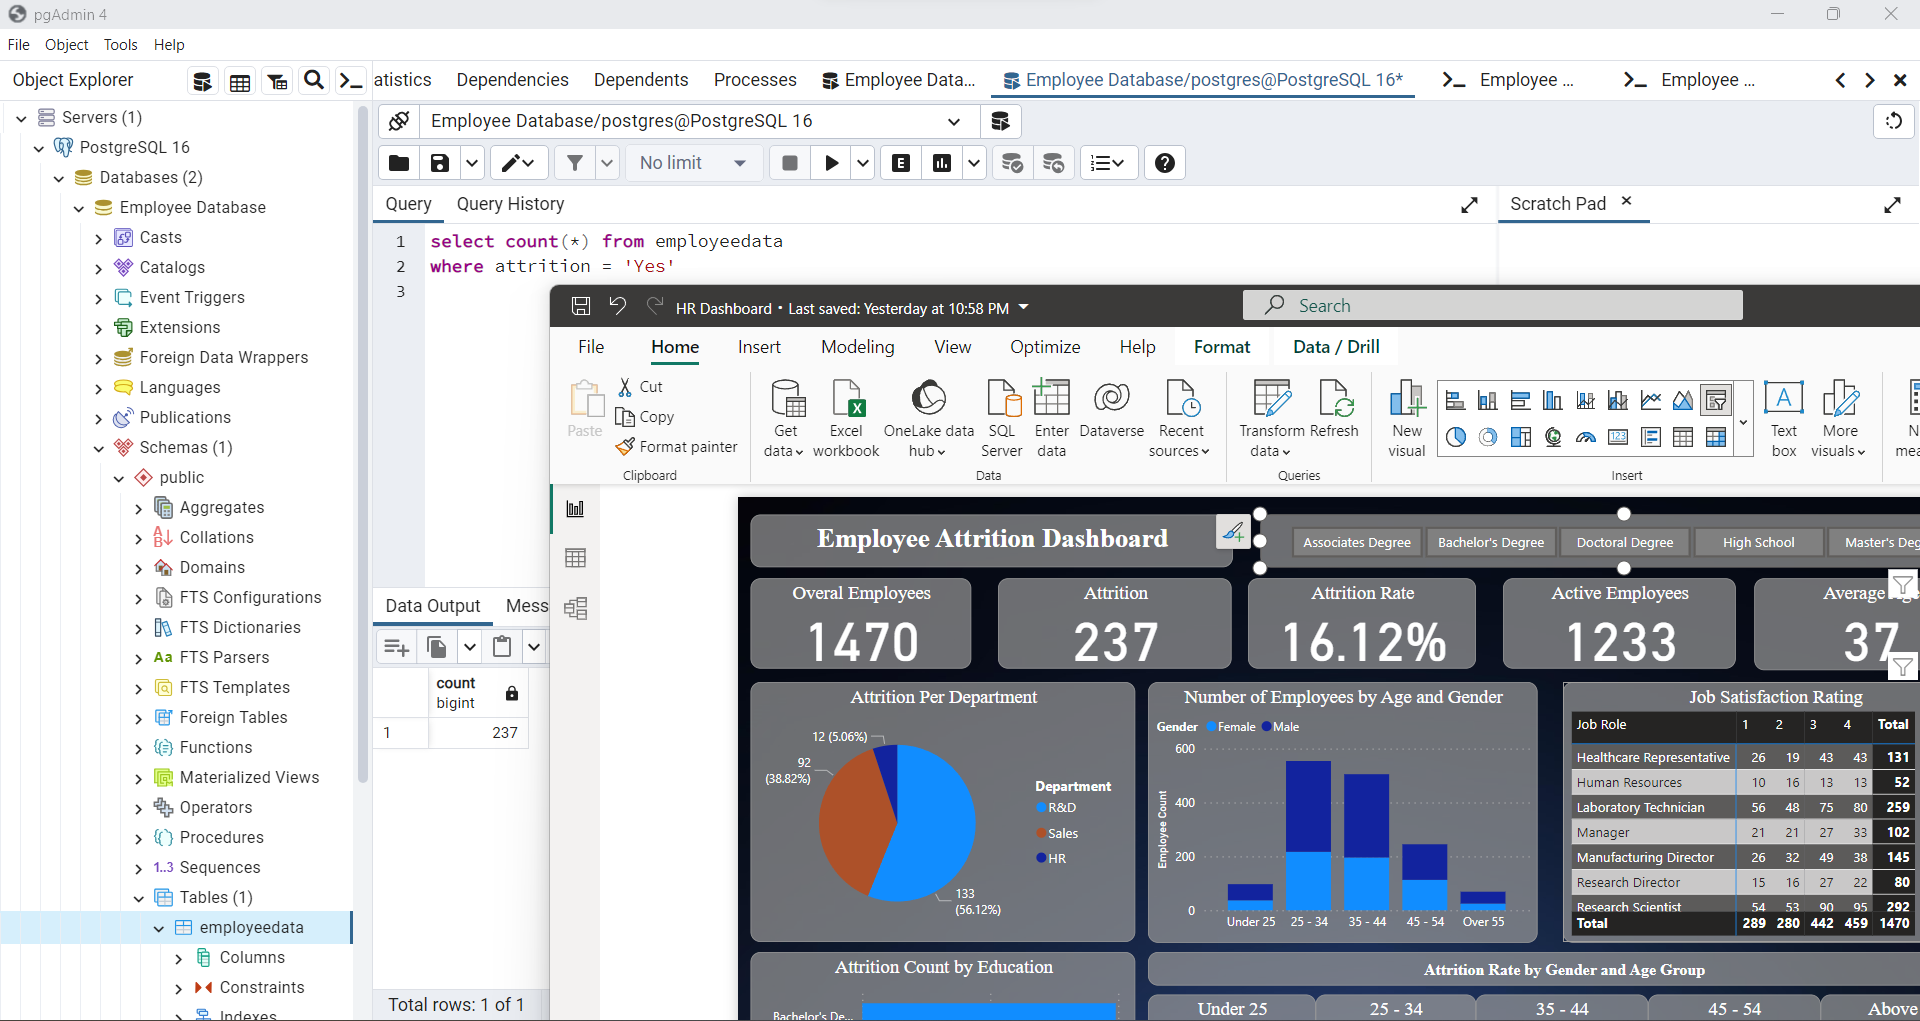 pgAdmin 4
File Object Tools Help
Object Explorer
atistics Dependencies Dependents Processes Employee Data... Employee Database/postgres@PostgreSQL 16* Employee ... Employee ...
Servers (1)
PostgreSQL 16
Databases (2)
Employee Database
Casts
Catalogs
Event Triggers
Extensions
Foreign Data Wrappers
Languages
Publications
Schemas (1)
public
Aggregates
Collations
Domains
FTS Configurations
FTS Dictionaries
Aa FTS Parsers
FTS Templates
Foreign Tables
Functions
Materialized Views
Operators
Procedures
1..3 Sequences
Tables (1)
employeedata
Columns
Constraints
Indexes
Employee Database/postgres@PostgreSQL 16
No limit
E
Query Query History
Scratch Pad
1 select count(*) from employeedata
2 where attrition = 'Yes'
3
Data Output Mess
count
bigint
1 237
Total rows: 1 of 1
HR Dashboard • Last saved: Yesterday at 10:58 PM
Search
File Home Insert Modeling View Optimize Help Format Data / Drill
Paste
Cut
Copy
Format painter
Clipboard
Get data
Excel workbook
OneLake data hub
SQL Server
Enter data
Dataverse
Recent sources
Data
Transform data
Refresh
Queries
New visual
123
Insert
A
Text box
More visuals
N
mea
Employee Attrition Dashboard
Associates Degree Bachelor's Degree Doctoral Degree High School Master's Deg
Overal Employees
1470
Attrition
237
Attrition Rate
16.12%
Active Employees
1233
Average
37
Attrition Per Department
12 (5.06%)
92
(38.82%)
133
(56.12%)
Department
R&D
Sales
HR
Number of Employees by Age and Gender
Gender Female Male
Employee Count
600
400
200
0
Under 25 25 - 34 35 - 44 45 - 54 Over 55
Job Satisfaction Rating
Job Role 1 2 3 4 Total
Healthcare Representative 26 19 43 43 131
Human Resources 10 16 13 13 52
Laboratory Technician 56 48 75 80 259
Manager 21 21 27 33 102
Manufacturing Director 26 32 49 38 145
Research Director 15 16 27 22 80
Research Scientist 54 53 90 95 292
Total 289 280 442 459 1470
Attrition Count by Education
Bachelor's De...
Attrition Rate by Gender and Age Group
Under 25 25 - 34 35 - 44 45 - 54 Above